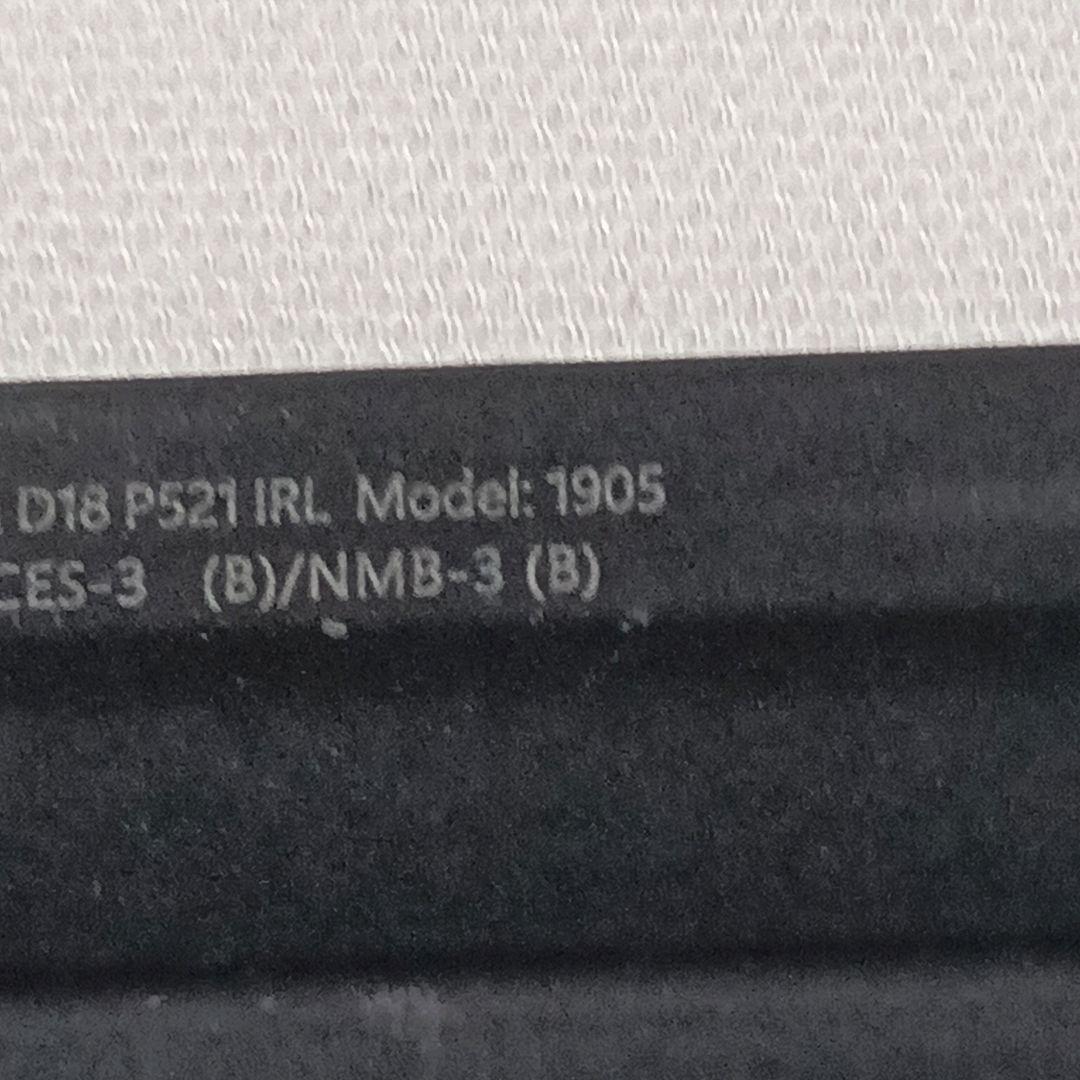 D18 P521 IRL Model: 1905
CES-3 (B)/NMB-3 (B)